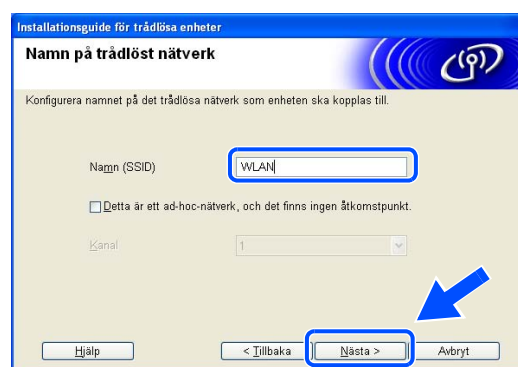 Installationsguide för trådlösa enheter
Namn på trådlöst nätverk
Konfigurera namnet på det trådlösa nätverk som enheten ska kopplas till.
Namn (SSID) WLAN
Detta är ett ad-hoc-nätverk, och det finns ingen åtkomstpunkt.
Kanal 1
Hjälp < Tillbaka Nästa > Avbryt